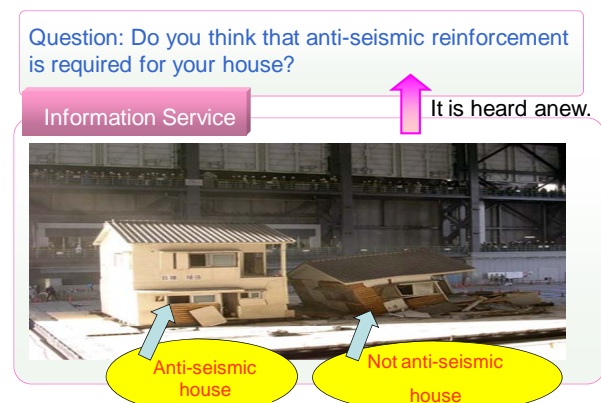 Question: Do you think that anti-seismic reinforcement
is required for your house?
It is heard anew.
Information Service
Anti-seismic
house
Not anti-seismic
house